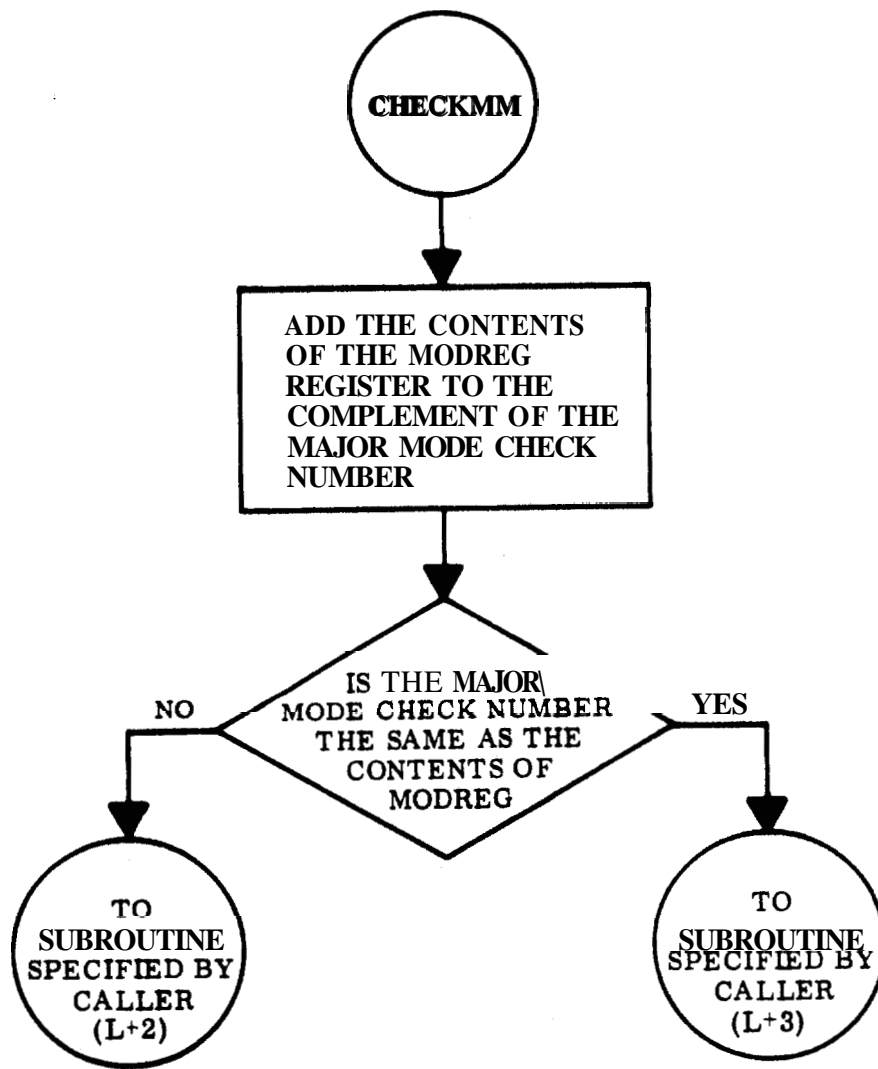 CHECKMM
ADD THE CONTENTS
OF THE MODREG
REGISTER TO THE
COMPLEMENT OF THE
MAJOR MODE CHECK
NUMBER
IS THE MAJOR\
MODE CHECK NUMBER
THE SAME AS THE
CONTENTS OF
MODREG
NO
YES
TO
SUBROUTINE
SPECIFIED BY
CALLER
(L+2)
TO
SUBROUTINE
SPECIFIED BY
CALLER
(L+3)